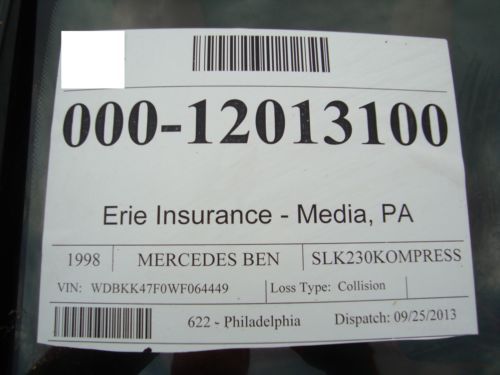 000-12013100
Erie Insurance - Media, PA
1998 MERCEDES BEN SLK230KOMPRESS
VIN: WDBKK47F0WF064449 Loss Type: Collision
622 - Philadelphia Dispatch: 09/25/2013